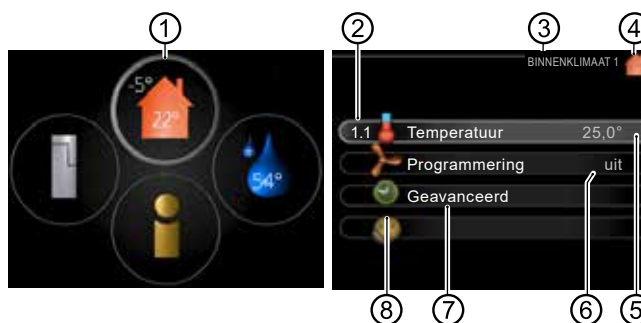 1
2
3
4
BINNENKLIMAAT 1
-5°
22°
54°
1.1 Temperatuur 25,0°
Programmering uit
Geavanceerd
8
7
6
5